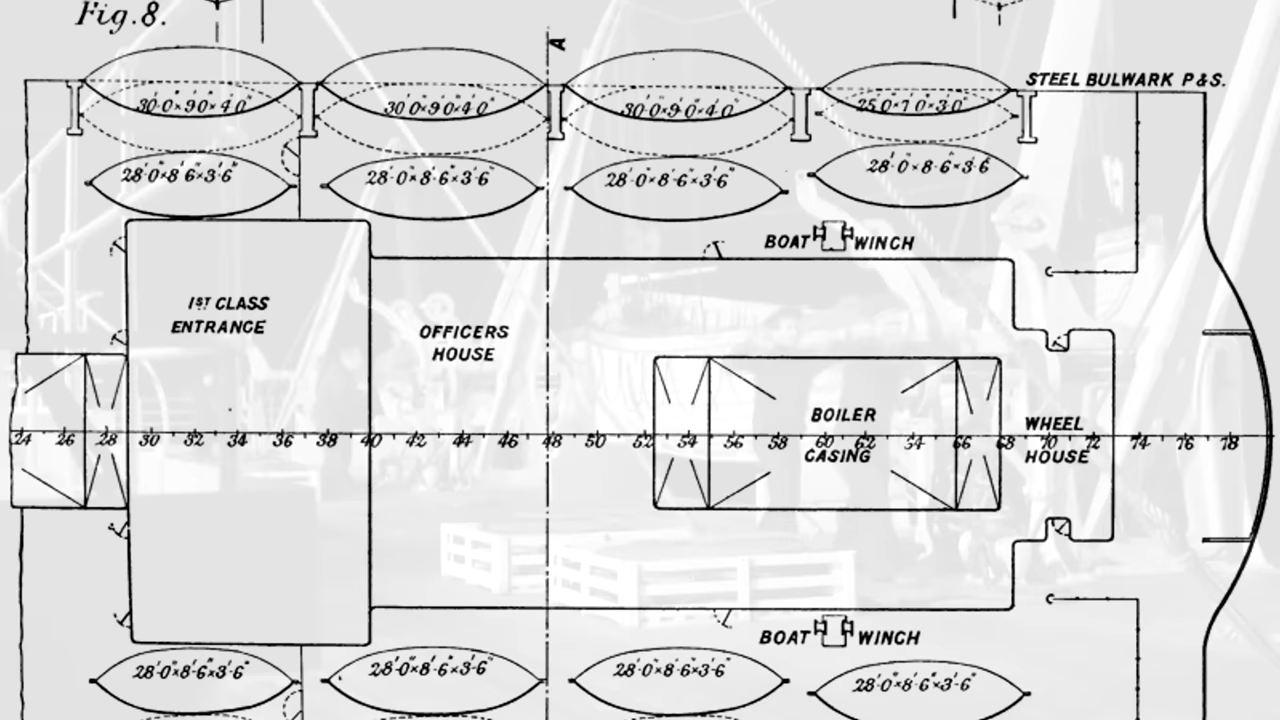 Fig. 8.
A
STEEL BULWARK P & S.
30'·0"×9·0×4·0"
30'·0"×9·0"×4'·0"
30'·0"×9'·0"×4'·0"
25·0"×7·0"×3'·0"
28'·0"×8'·6"×3'·6"
28'·0"×8'·6"×3'·6"
28'·0"×8'·6"×3'·6"
28'·0"×8'·6"×3'·6
BOAT WINCH
1ST CLASS
ENTRANCE
OFFICERS
HOUSE
BOILER
CASING
WHEEL
HOUSE
24 26 28 30 32 34 36 38 40 42 44 46 48 50 52 54 56 58 60 62 54 66 68 70 72 74 76 78
BOAT WINCH
28'·0"×8'·6"×3'·6"
28'·0"×8'·6"×3'·6"
28'·0"×8'·6"×3'·6"
28'·0"×8'·6"×3'·6"